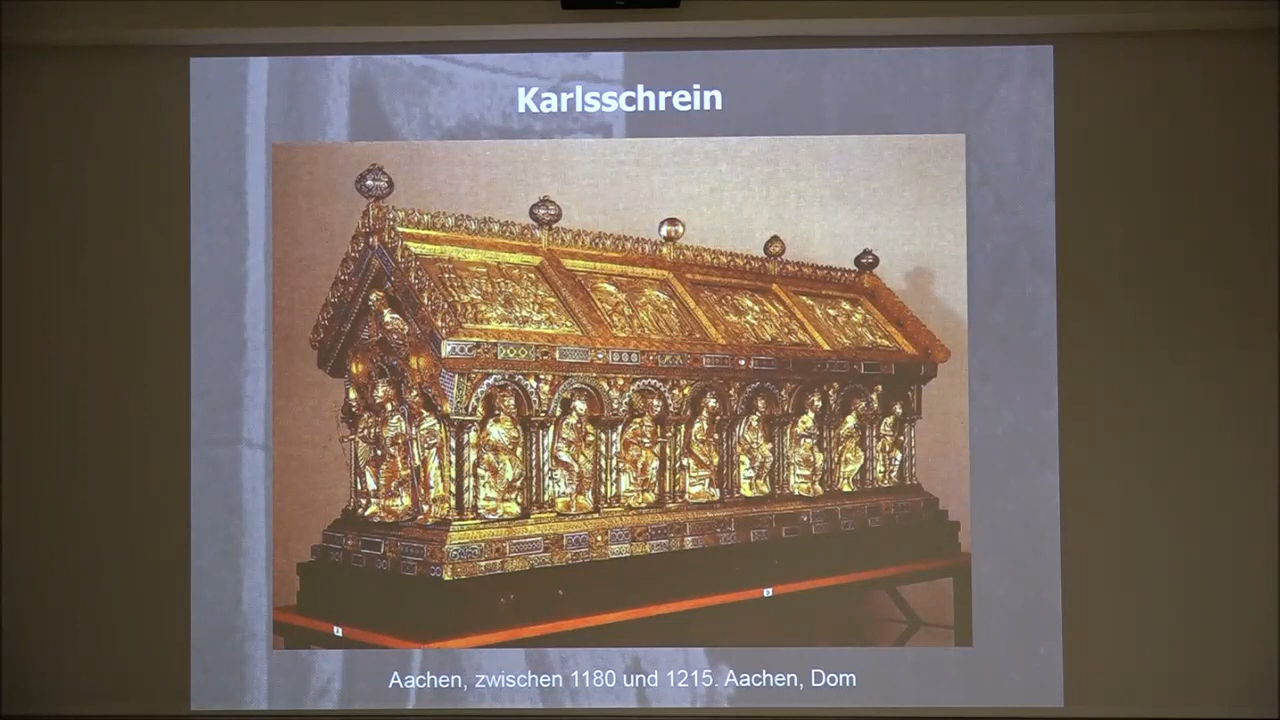 Karlsschrein
Aachen, zwischen 1180 und 1215. Aachen, Dom